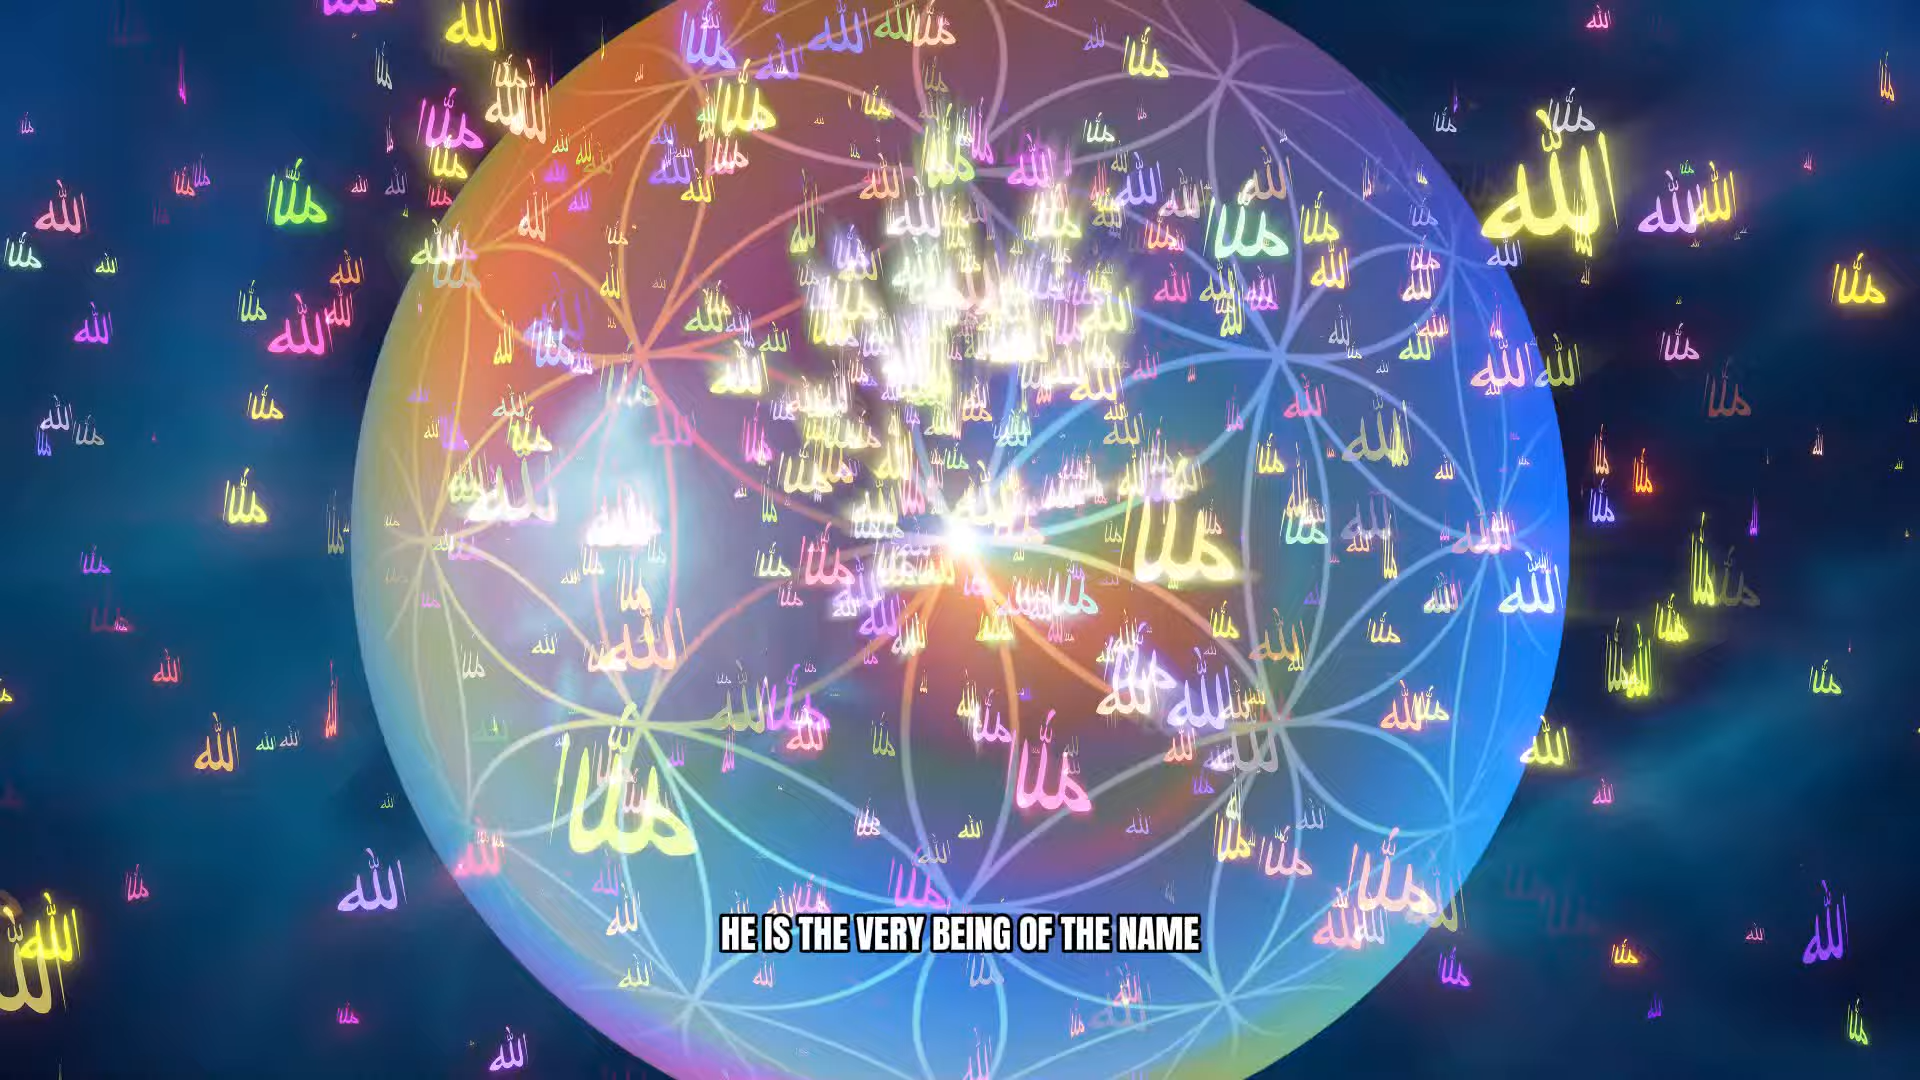 الله
HE IS THE VERY BEING OF THE NAME